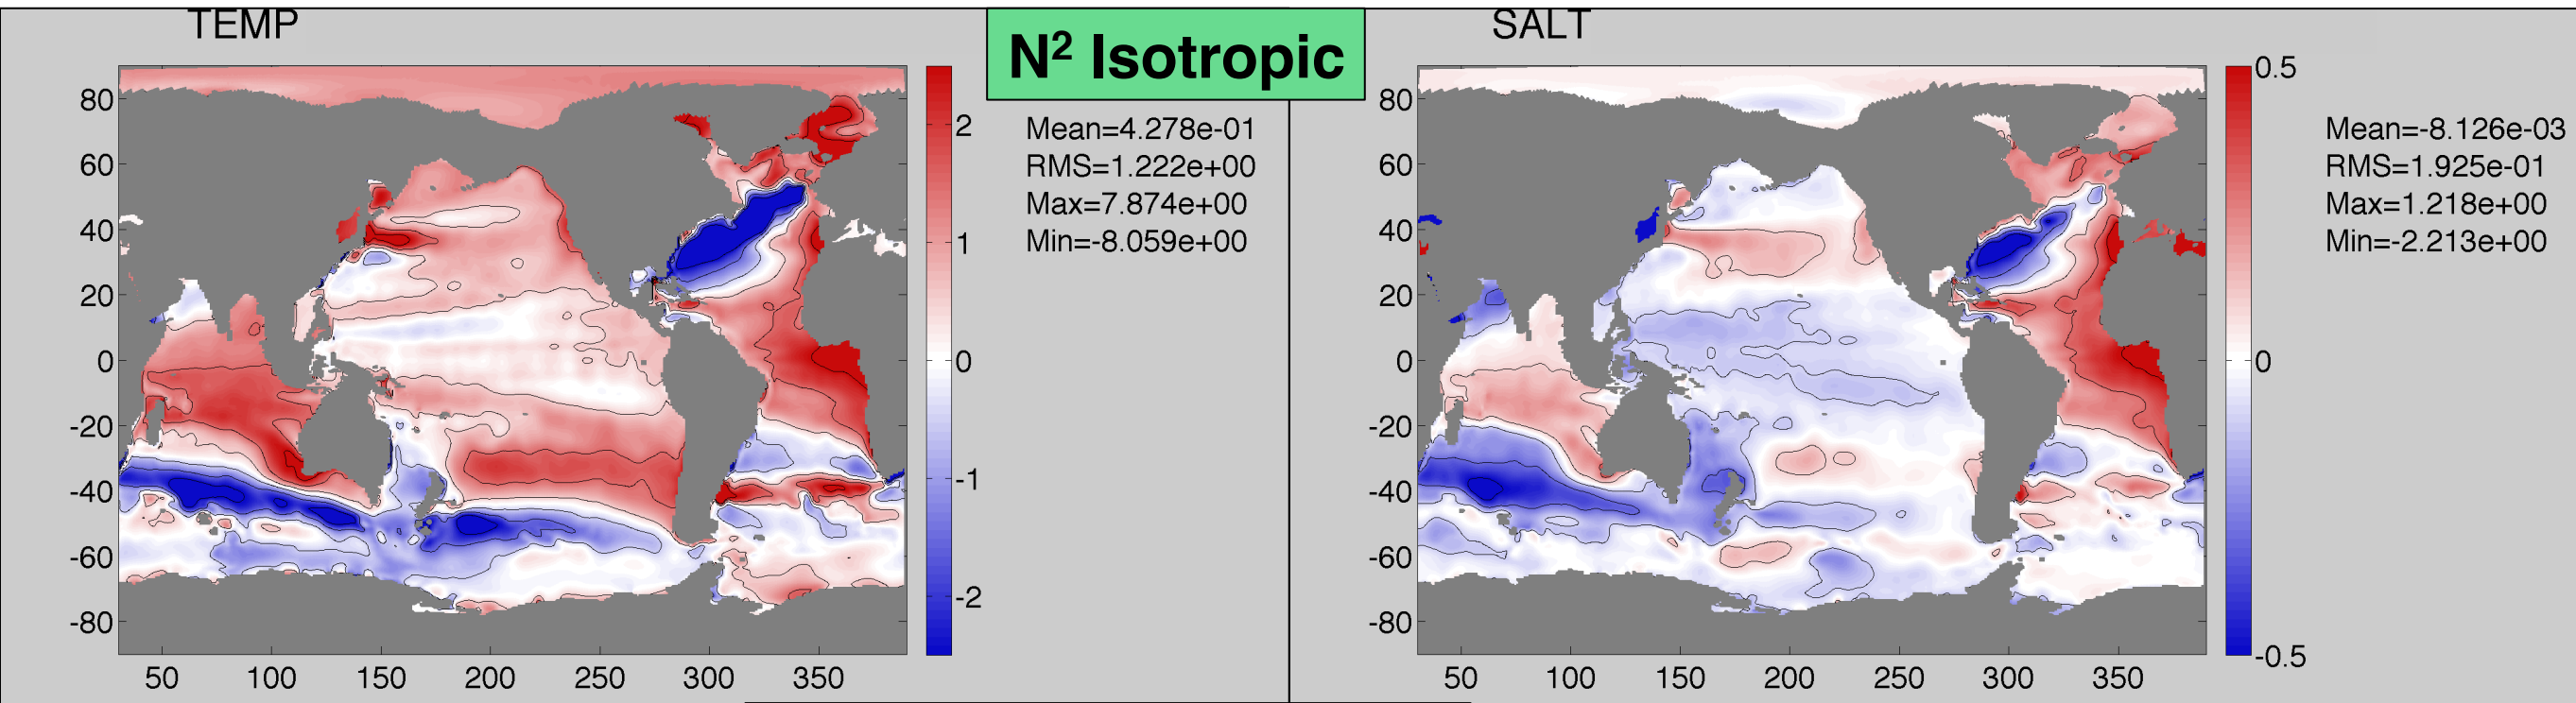 TEMP
N² Isotropic
SALT
Mean=4.278e-01
RMS=1.222e+00
Max=7.874e+00
Min=-8.059e+00
Mean=-8.126e-03
RMS=1.925e-01
Max=1.218e+00
Min=-2.213e+00
80
60
40
20
0
-20
-40
-60
-80
50 100 150 200 250 300 350
2
1
0
-1
-2
80
60
40
20
0
-20
-40
-60
-80
50 100 150 200 250 300 350
0.5
0
-0.5